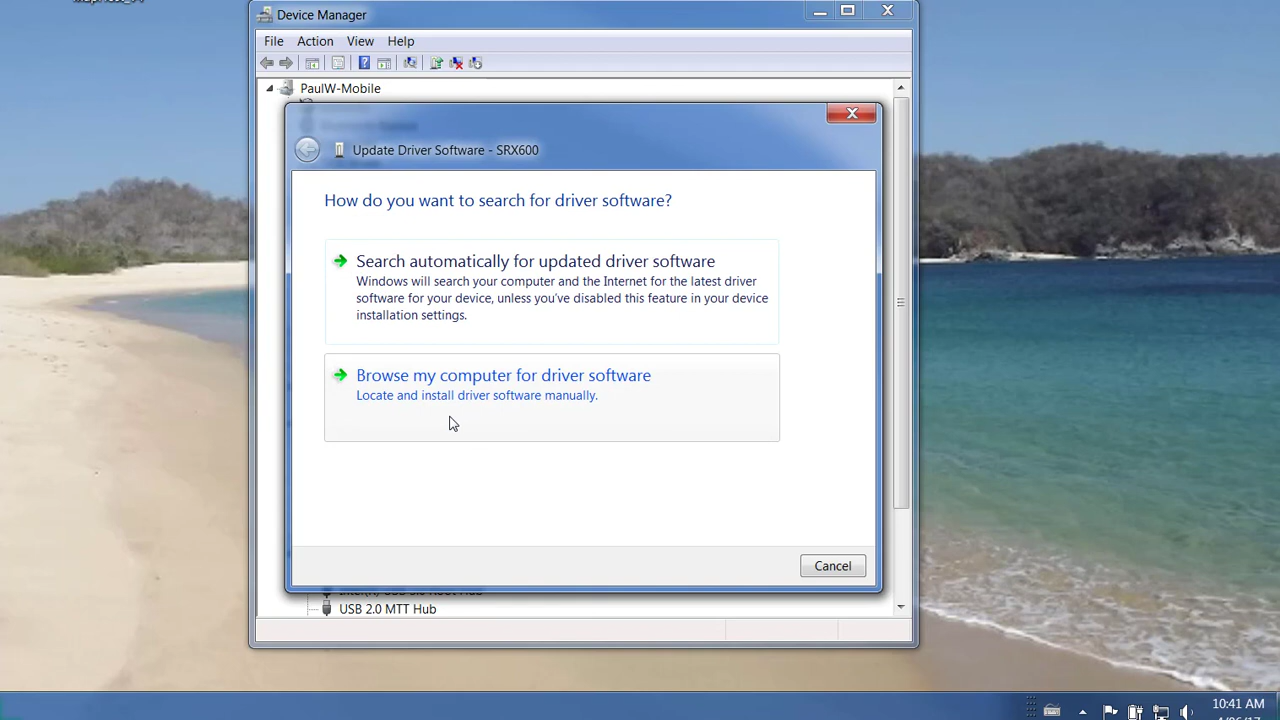 Device Manager
File Action View Help
PaulW-Mobile
Update Driver Software - SRX600
How do you want to search for driver software?
Search automatically for updated driver software
Windows will search your computer and the Internet for the latest driver
software for your device, unless you've disabled this feature in your device
installation settings.
Browse my computer for driver software
Locate and install driver software manually.
Cancel
USB 2.0 MTT Hub
10:41 AM